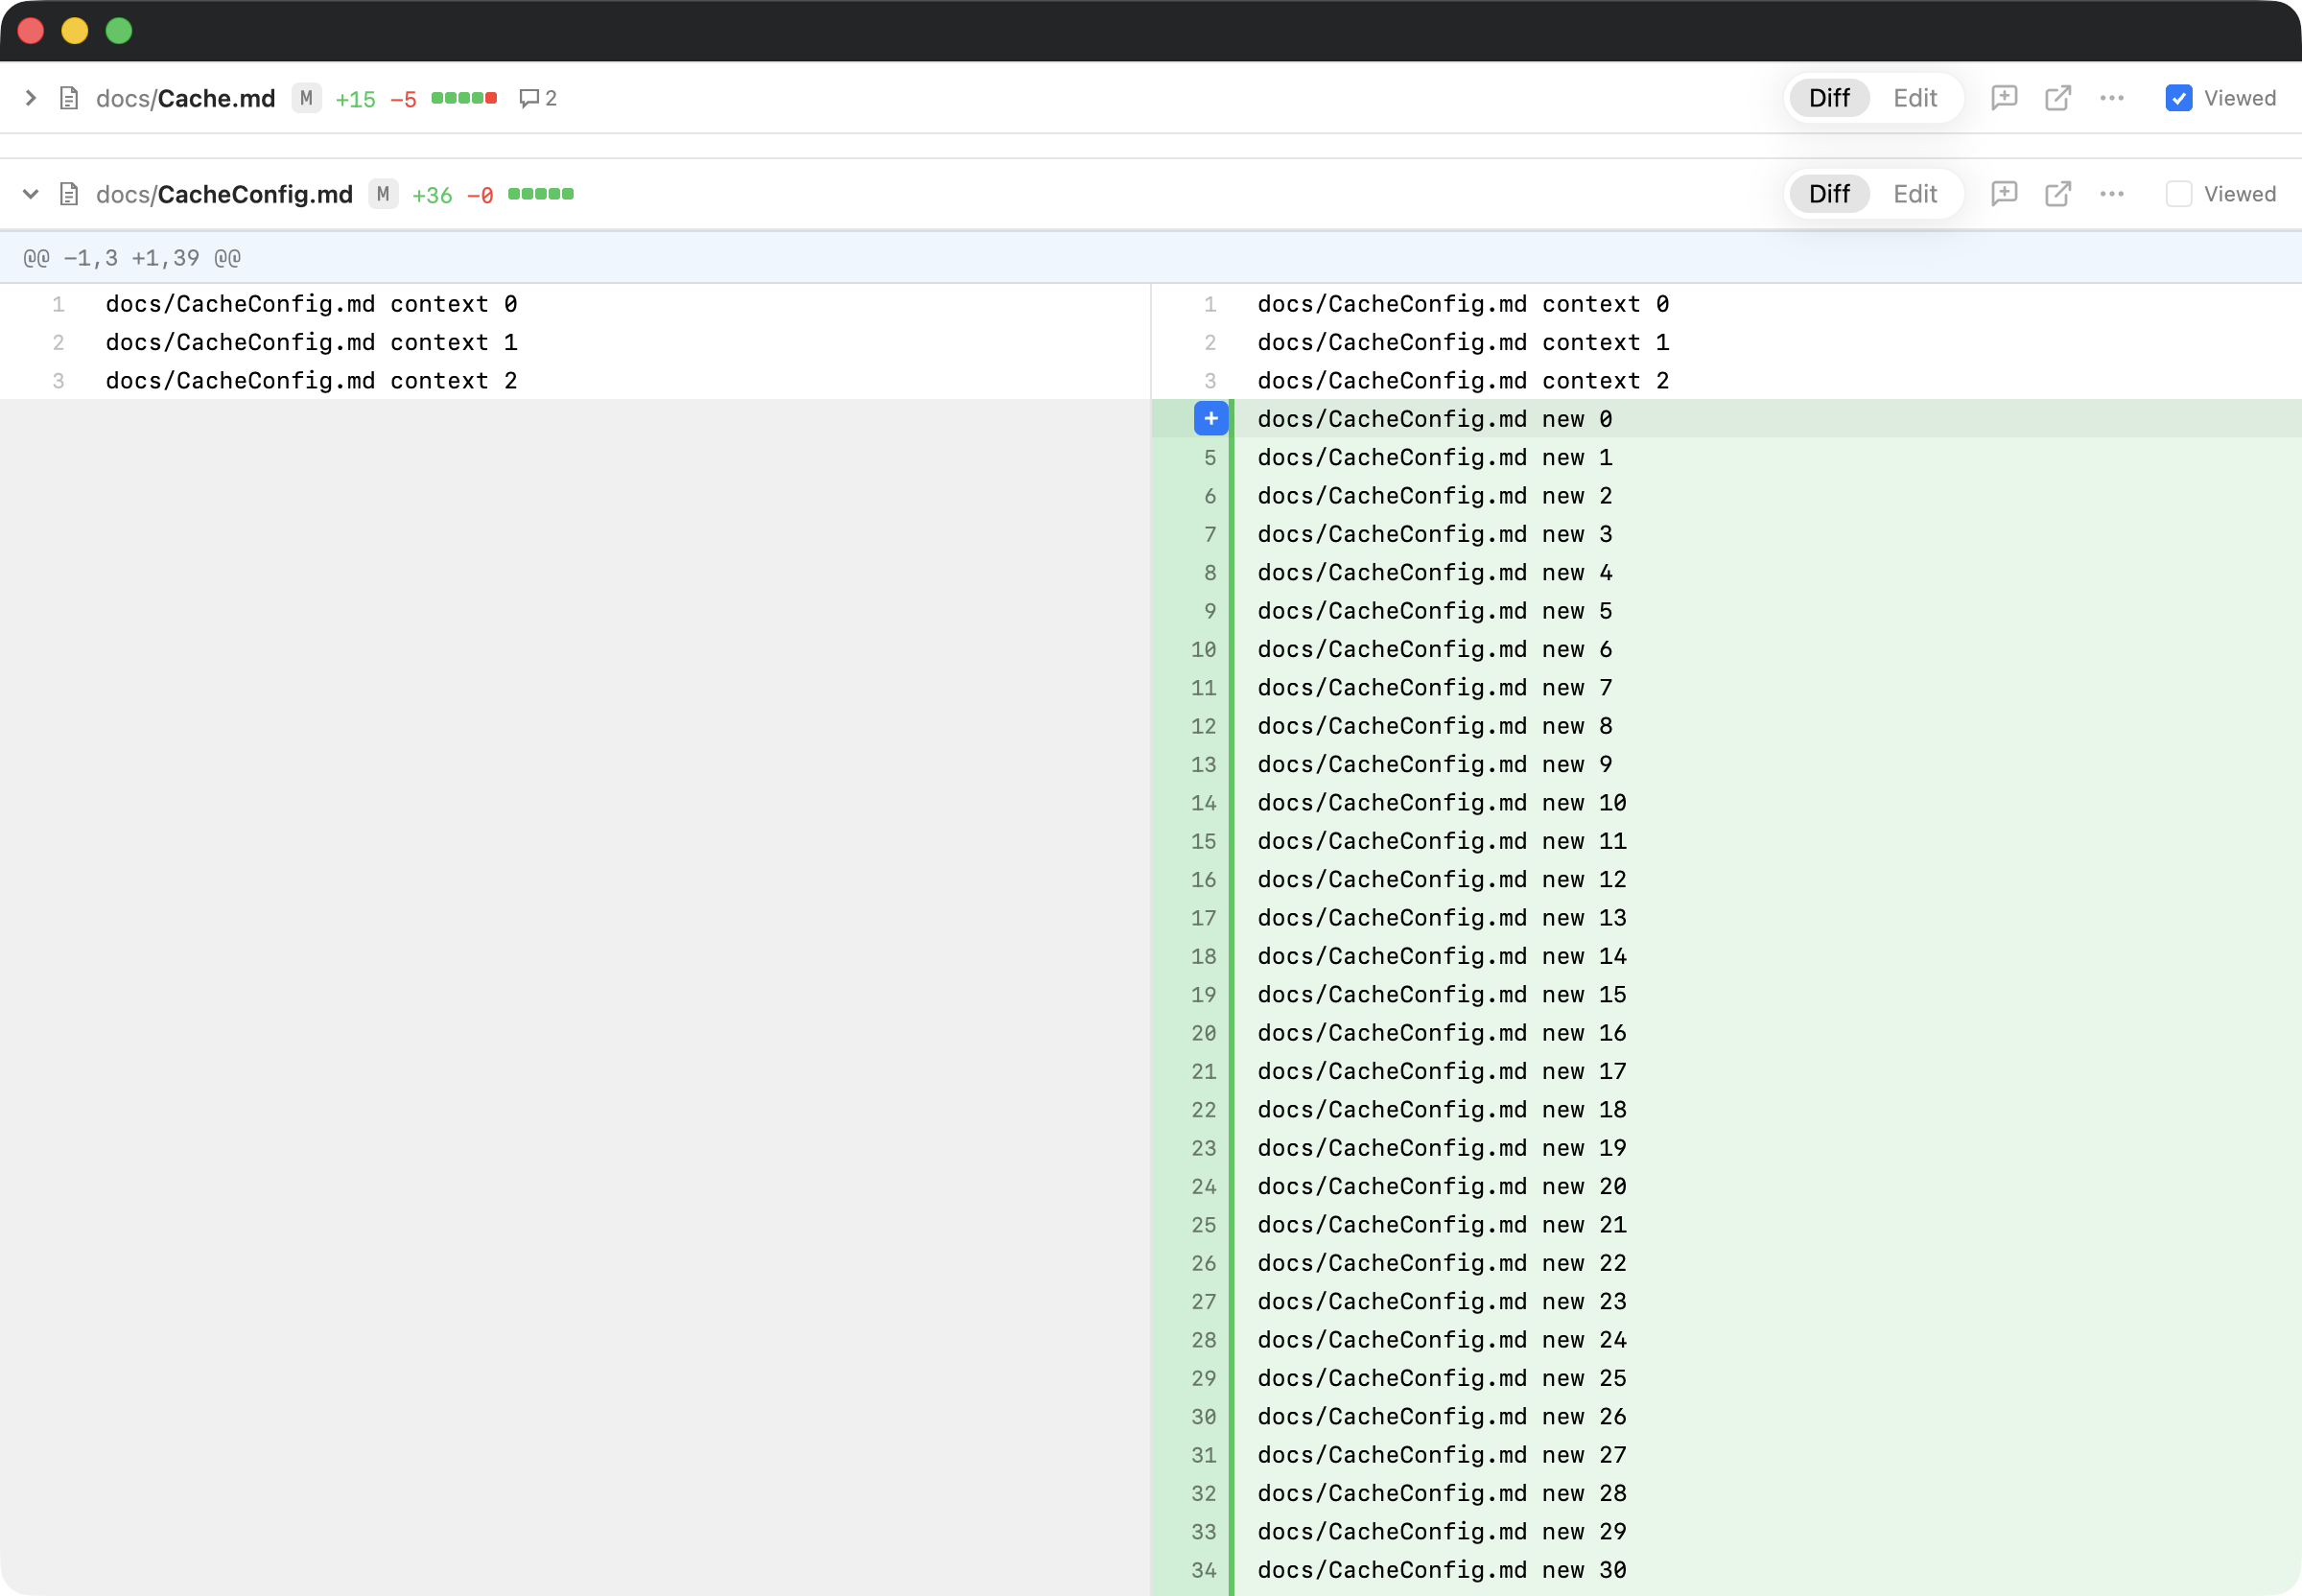 docs/Cache.md M +15 −5 2 Diff Edit Viewed
docs/CacheConfig.md M +36 −0 Diff Edit Viewed
@@ −1,3 +1,39 @@
1 docs/CacheConfig.md context 0 1 docs/CacheConfig.md context 0
2 docs/CacheConfig.md context 1 2 docs/CacheConfig.md context 1
3 docs/CacheConfig.md context 2 3 docs/CacheConfig.md context 2
+ docs/CacheConfig.md new 0
5 docs/CacheConfig.md new 1
6 docs/CacheConfig.md new 2
7 docs/CacheConfig.md new 3
8 docs/CacheConfig.md new 4
9 docs/CacheConfig.md new 5
10 docs/CacheConfig.md new 6
11 docs/CacheConfig.md new 7
12 docs/CacheConfig.md new 8
13 docs/CacheConfig.md new 9
14 docs/CacheConfig.md new 10
15 docs/CacheConfig.md new 11
16 docs/CacheConfig.md new 12
17 docs/CacheConfig.md new 13
18 docs/CacheConfig.md new 14
19 docs/CacheConfig.md new 15
20 docs/CacheConfig.md new 16
21 docs/CacheConfig.md new 17
22 docs/CacheConfig.md new 18
23 docs/CacheConfig.md new 19
24 docs/CacheConfig.md new 20
25 docs/CacheConfig.md new 21
26 docs/CacheConfig.md new 22
27 docs/CacheConfig.md new 23
28 docs/CacheConfig.md new 24
29 docs/CacheConfig.md new 25
30 docs/CacheConfig.md new 26
31 docs/CacheConfig.md new 27
32 docs/CacheConfig.md new 28
33 docs/CacheConfig.md new 29
34 docs/CacheConfig.md new 30